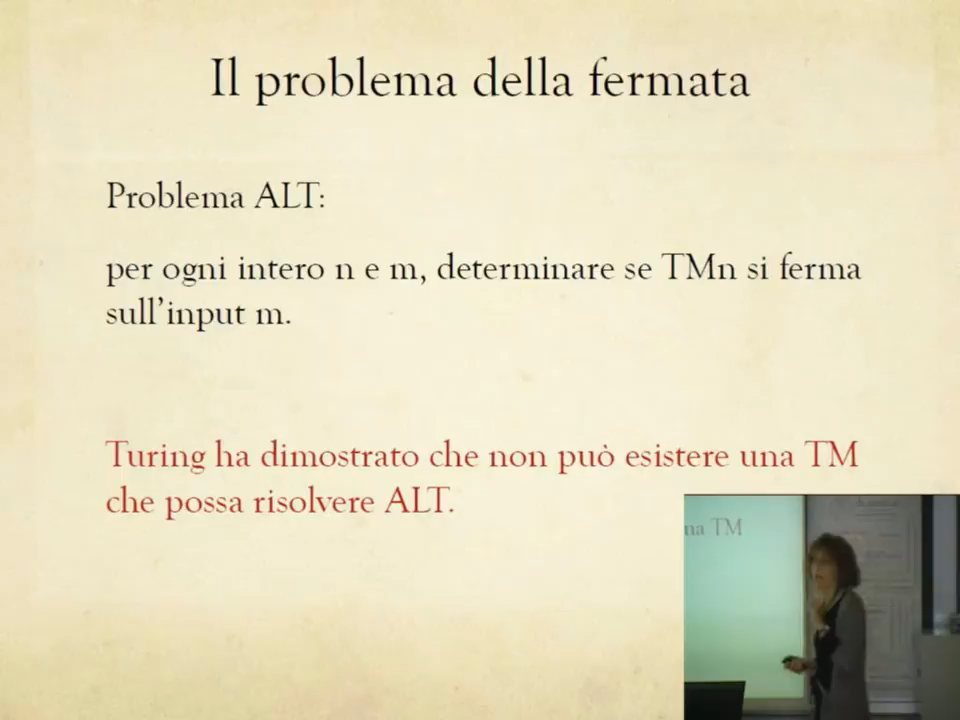 Il problema della fermata
Problema ALT:
per ogni intero n e m, determinare se TMn si ferma
sull'input m.
Turing ha dimostrato che non può esistere una TM
che possa risolvere ALT.
na TM